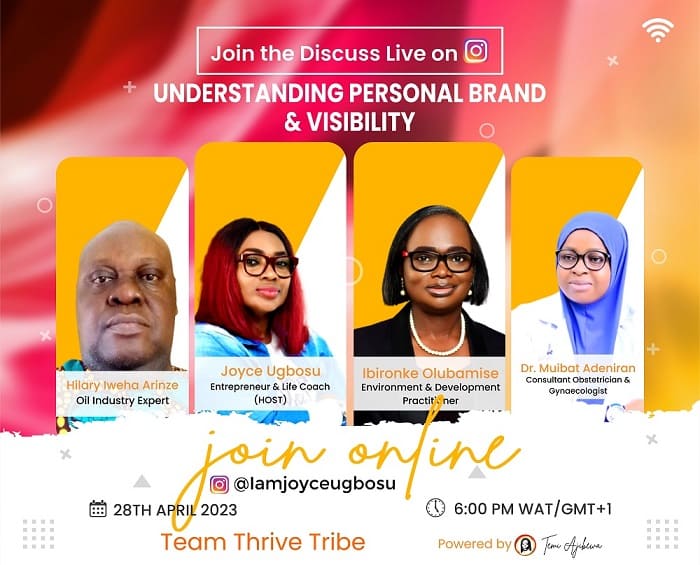 Join the Discuss Live on
UNDERSTANDING PERSONAL BRAND
& VISIBILITY
Hilary Iweha Arinze
Oil Industry Expert
Joyce Ugbosu
Entrepreneur & Life Coach
(HOST)
Ibironke Olubamise
Environment & Development
Practitioner
Dr. Muibat Adeniran
Consultant Obstetrician &
Gynaecologist
join online
@Iamjoyceugbosu
28TH APRIL 2023
6:00 PM WAT/GMT+1
Team Thrive Tribe
Powered by Temi Ajibewa